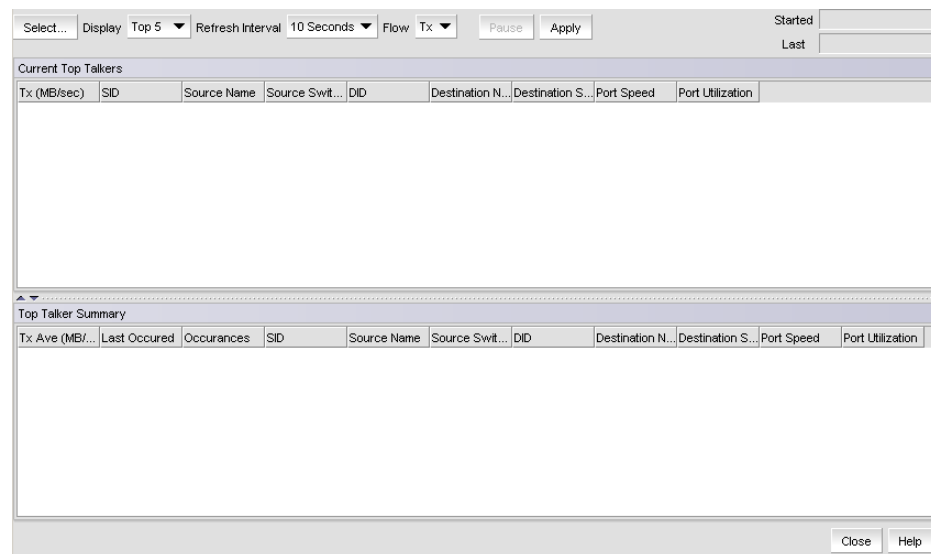 Select... Display Top 5 Refresh Interval 10 Seconds Flow Tx Pause Apply Started
Last
Current Top Talkers
Tx (MB/sec) SID Source Name Source Swit... DID Destination N... Destination S... Port Speed Port Utilization
Top Talker Summary
Tx Ave (MB/... Last Occured Occurances SID Source Name Source Swit... DID Destination N... Destination S... Port Speed Port Utilization
Close Help